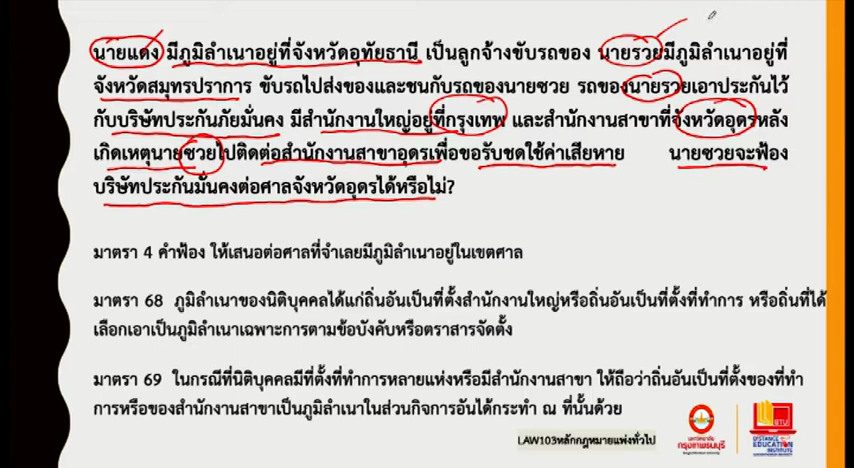 นายแดง มีภูมิลำเนาอยู่ที่จังหวัดอุทัยธานี เป็นลูกจ้างขับรถของ นายรวยมีภูมิลำเนาอยู่ที่
จังหวัดสมุทรปราการ ขับรถไปส่งของและชนกับรถของนายซวย รถของนายรวยเอาประกันไว้
กับบริษัทประกันภัยมั่นคง มีสำนักงานใหญ่อยู่ที่กรุงเทพ และสำนักงานสาขาที่จังหวัดอุดรหลัง
เกิดเหตุนายซวยไปติดต่อสำนักงานสาขาอุดรเพื่อขอรับชดใช้ค่าเสียหาย นายซวยจะฟ้อง
บริษัทประกันมั่นคงต่อศาลจังหวัดอุดรได้หรือไม่?
มาตรา 4 คำฟ้อง ให้เสนอต่อศาลที่จำเลยมีภูมิลำเนาอยู่ในเขตศาล
มาตรา 68 ภูมิลำเนาของนิติบุคคลได้แก่ถิ่นอันเป็นที่ตั้งสำนักงานใหญ่หรือถิ่นอันเป็นที่ตั้งที่ทำการ หรือถิ่นที่ได้
เลือกเอาเป็นภูมิลำเนาเฉพาะการตามข้อบังคับหรือตราสารจัดตั้ง
มาตรา 69 ในกรณีที่นิติบุคคลมีที่ตั้งที่ทำการหลายแห่งหรือมีสำนักงานสาขา ให้ถือว่าถิ่นอันเป็นที่ตั้งของที่ทำ
การหรือของสำนักงานสาขาเป็นภูมิลำเนาในส่วนกิจการอันได้กระทำ ณ ที่นั้นด้วย
LAW103หลักกฎหมายแพ่งทั่วไป
มหาวิทยาลัย
กรุงเทพธนบุรี
DISTANCE
EDUCATION
INSTITUTE